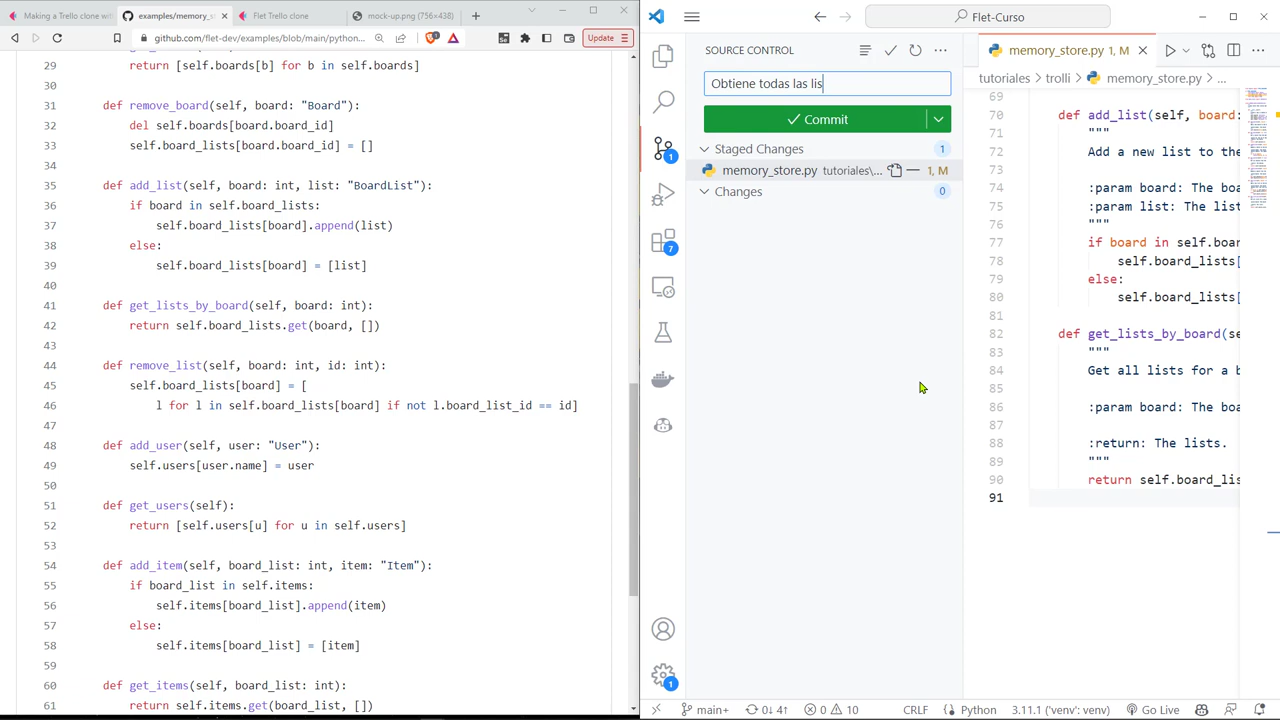 Making a Trello clone
examples/memory_s
Flet Trello clone
mock-up.png (756×438)
github.com/flet-dev/examples/blob/main/python...
Update
29 return [self.boards[b] for b in self.boards]
30
31 def remove_board(self, board: "Board"):
32 del self.boards[board.board_id]
33 self.board_lists[board.board_id] = []
34
35 def add_list(self, board: int, list: "BoardList"):
36 if board in self.board_lists:
37 self.board_lists[board].append(list)
38 else:
39 self.board_lists[board] = [list]
40
41 def get_lists_by_board(self, board: int):
42 return self.board_lists.get(board, [])
43
44 def remove_list(self, board: int, id: int):
45 self.board_lists[board] = [
46 l for l in self.board_lists[board] if not l.board_list_id == id]
47
48 def add_user(self, user: "User"):
49 self.users[user.name] = user
50
51 def get_users(self):
52 return [self.users[u] for u in self.users]
53
54 def add_item(self, board_list: int, item: "Item"):
55 if board_list in self.items:
56 self.items[board_list].append(item)
57 else:
58 self.items[board_list] = [item]
59
60 def get_items(self, board_list: int):
61 return self.items.get(board_list, [])
Flet-Curso
SOURCE CONTROL
Obtiene todas las lis
Commit
Staged Changes 1
memory_store.py tutoriales\... 1, M
Changes 0
1
7
1
memory_store.py 1, M
tutoriales > trolli > memory_store.py > ...
69
70 def add_list(self, board:
71 """
72 Add a new list to the
73
74 :param board: The boa
75 :param list: The li
76 """
77 if board in self.boar
78 self.board_lists[
79 else:
80 self.board_lists[
81
82 def get_lists_by_board(se
83 """
84 Get all lists for a b
85
86 :param board: The boa
87
88 :return: The lists.
89 """
90 return self.board_lis
91
main+ 0↓ 4↑ 0 10 CRLF Python 3.11.1 ('venv': venv) Go Live